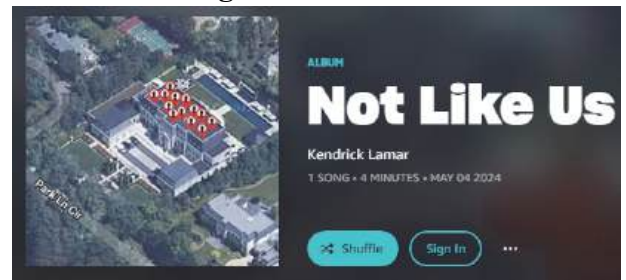 Park Ln Cir
ALBUM
Not Like Us
Kendrick Lamar
1 SONG • 4 MINUTES • MAY 04 2024
Shuffle
Sign In